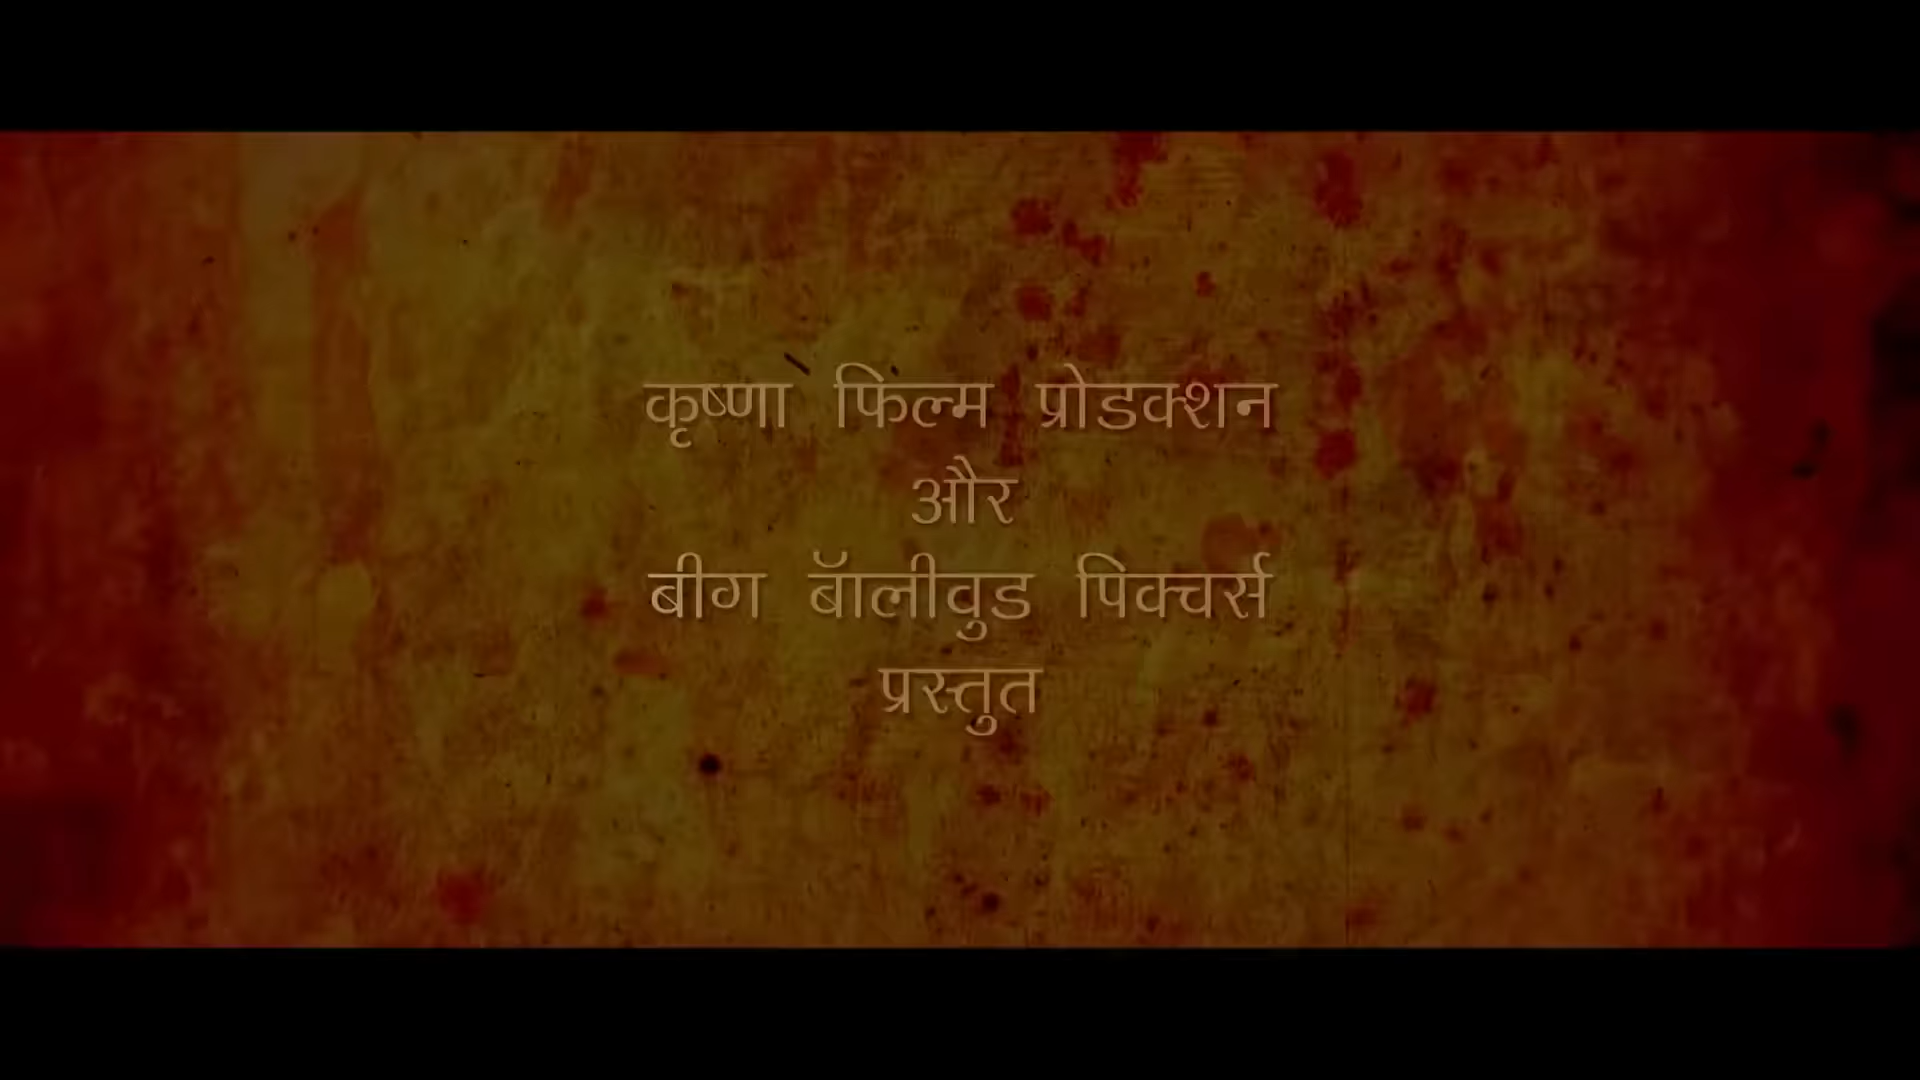 कृष्णा फिल्म प्रोडक्शन
और
बीग बॅालीवुड पिक्चर्स
प्रस्तुत